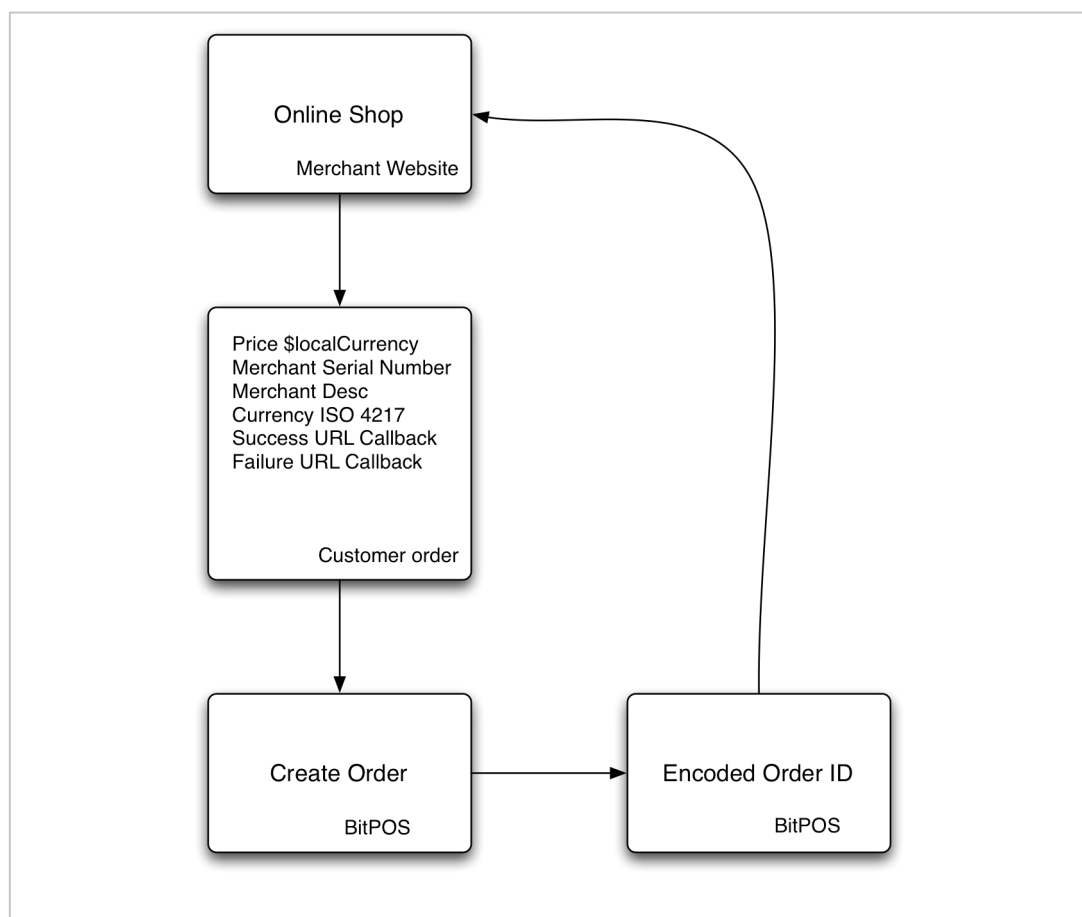 Online Shop
Merchant Website
Price $localCurrency
Merchant Serial Number
Merchant Desc
Currency ISO 4217
Success URL Callback
Failure URL Callback
Customer order
Create Order
BitPOS
Encoded Order ID
BitPOS